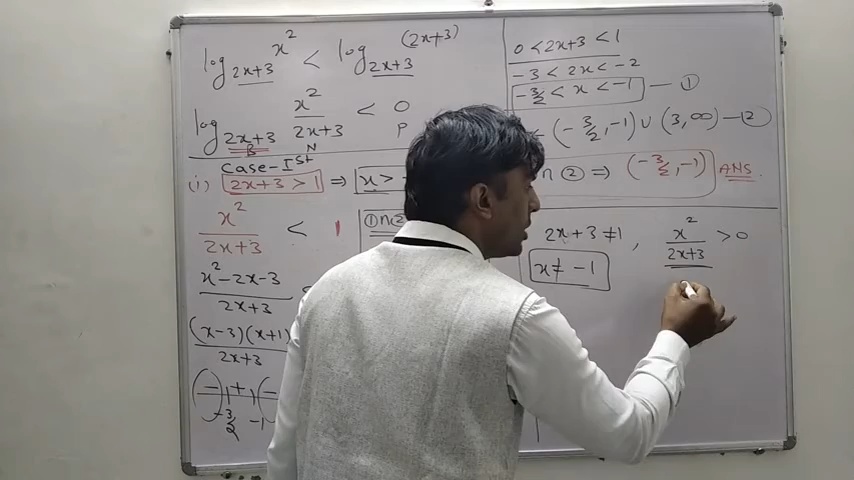 log₂ₓ₊₃ x² < log₂ₓ₊₃ (2x+3)
log₂ₓ₊₃ x²/(2x+3) < 0
B N P
Case-Iˢᵗ
(i) 2x+3 > 1 ⇒ x >
x²/(2x+3) < 1
①∩②
x²-2x-3
2x+3
(x-3)(x+1)
2x+3
- + -
-3/2 -1
0 < 2x+3 < 1
-3 < 2x < -2
-3/2 < x < -1 — ①
(-3/2, -1) ∪ (3, ∞) —②
∩ ② ⇒ (-3/2, -1) ANS.
2x+3 ≠ 1 , x²/(2x+3) > 0
x ≠ -1